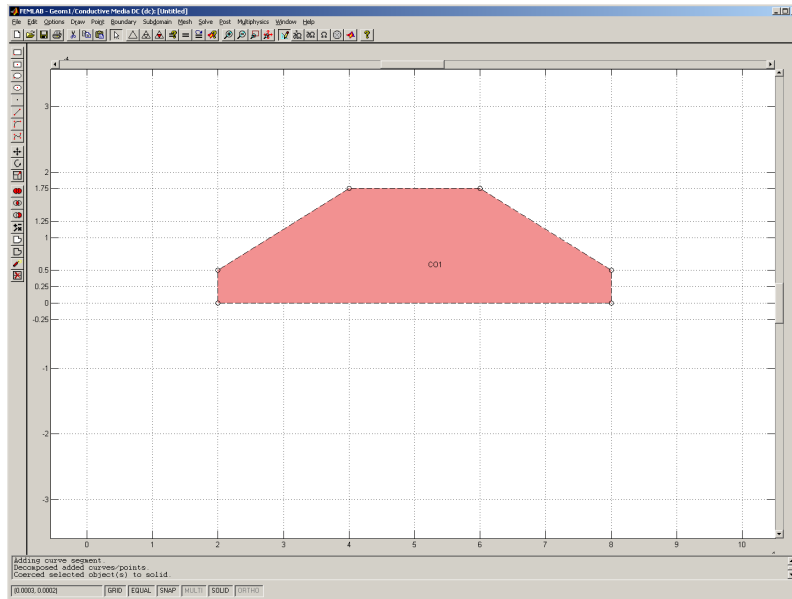 FEMLAB - Geom1/Conductive Media DC (dc): [Untitled]
File Edit Options Draw Point Boundary Subdomain Mesh Solve Post Multiphysics Window Help
3
2
1.75
1.25
1
0.5
0.25
0
-0.25
-1
-2
-3
CO1
0 1 2 3 4 5 6 7 8 9 10
Adding curve segment.
Decomposed added curves/points.
Coerced selected object(s) to solid.
(0.0003, 0.0002) GRID EQUAL SNAP MULTI SOLID ORTHO